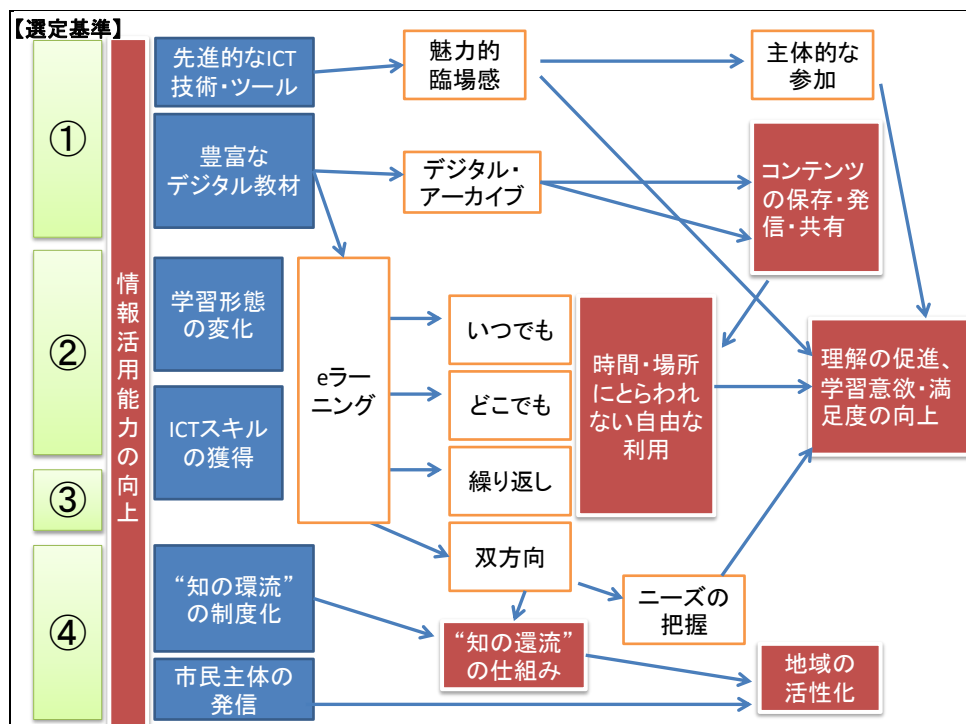 【選定基準】
①
②
③
④
情報活用能力の向上
先進的なICT
技術・ツール
豊富な
デジタル教材
学習形態
の変化
ICTスキル
の獲得
“知の環流”
の制度化
市民主体の
発信
魅力的
臨場感
デジタル・
アーカイブ
eラー
ニング
いつでも
どこでも
繰り返し
双方向
“知の還流”
の仕組み
時間・場所
にとらわれ
ない自由な
利用
ニーズの
把握
主体的な
参加
コンテンツ
の保存・発
信・共有
理解の促進、
学習意欲・満
足度の向上
地域の
活性化